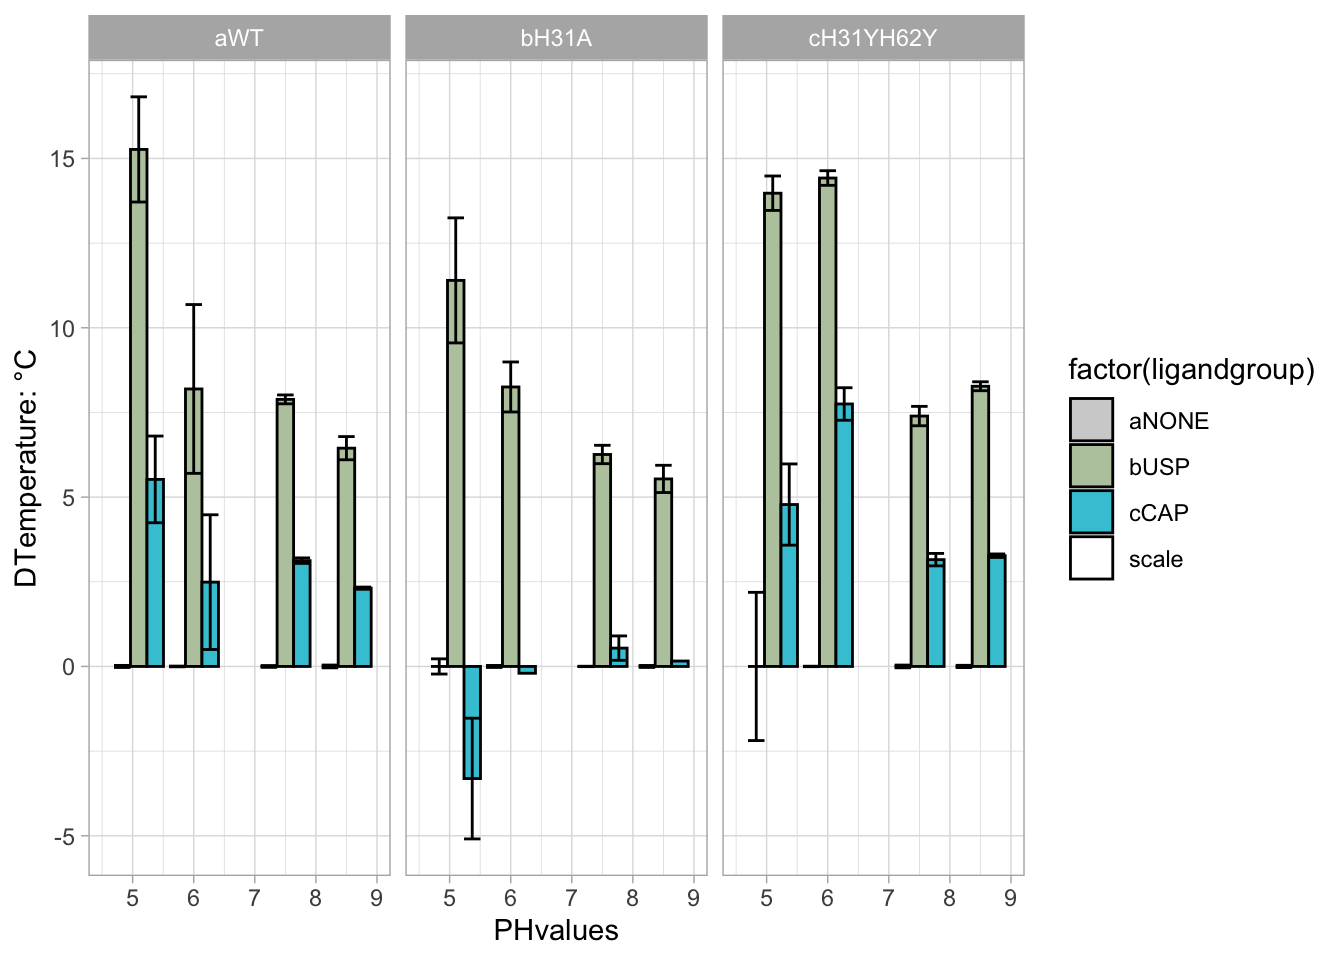 aWT bH31A cH31YH62Y
DTemperature: °C
15
10
5
0
-5
5 6 7 8 9 5 6 7 8 9 5 6 7 8 9
PHvalues
factor(ligandgroup)
aNONE
bUSP
cCAP
scale